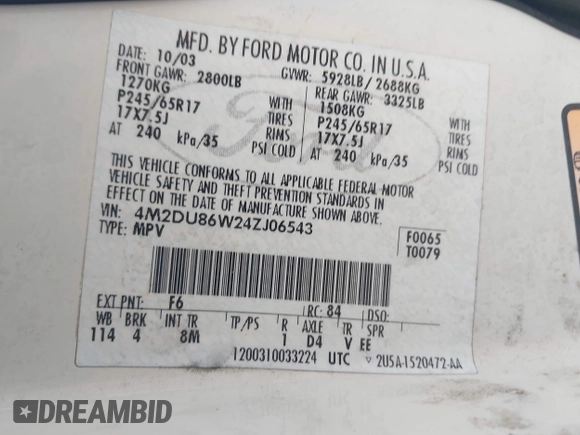 MFD. BY FORD MOTOR CO. IN U.S.A.
DATE: 10/03 GVWR: 5928LB/ 2688KG
FRONT GAWR: 2800LB REAR GAWR: 3325LB
1270KG WITH 1508KG WITH
P245/65R17 TIRES P245/65R17 TIRES
17X7.5J RIMS 17X7.5J RIMS
AT 240 kPa/35 PSI COLD AT 240 kPa/35 PSI COLD
Ford
THIS VEHICLE CONFORMS TO ALL APPLICABLE FEDERAL MOTOR
VEHICLE SAFETY AND THEFT PREVENTION STANDARDS IN
EFFECT ON THE DATE OF MANUFACTURE SHOWN ABOVE.
VIN: 4M2DU86W24ZJ06543
TYPE: MPV F0065
T0079
EXT PNT: F6 RC: 84 DSO:
WB BRK INT TR TP/PS R AXLE TR SPR
114 4 8M 1 D4 V EE
1200310033224 UTC 2U5A-1520472-AA
DREAMBID